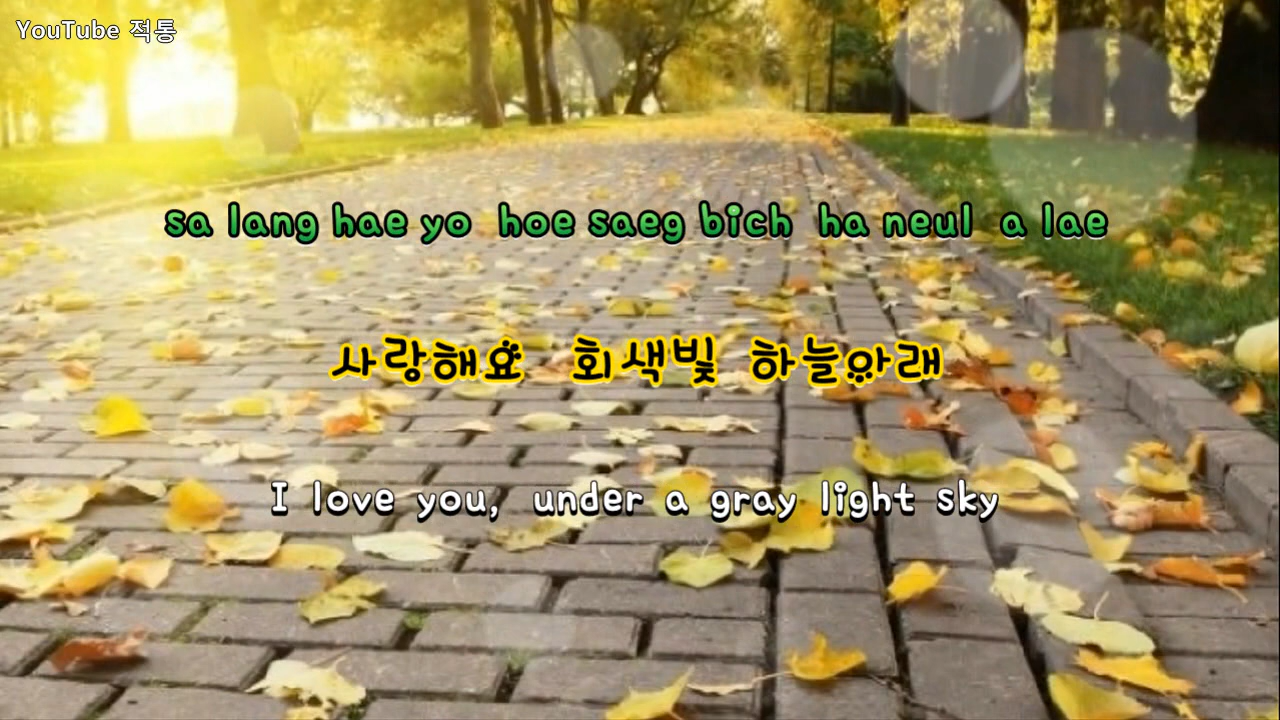 YouTube 적통
sa lang hae yo hoe saeg bich ha neul a lae
사랑해요 회색빛 하늘아래
I love you, under a gray light sky